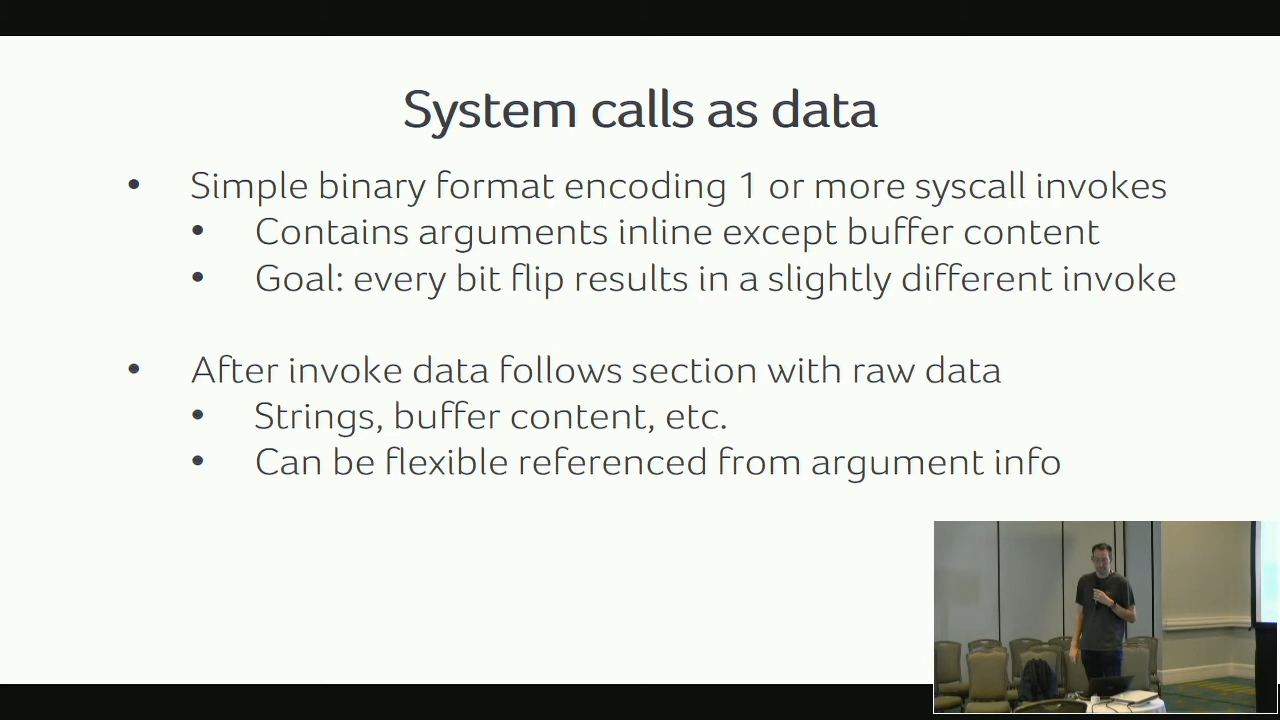 System calls as data
• Simple binary format encoding 1 or more syscall invokes
• Contains arguments inline except buffer content
• Goal: every bit flip results in a slightly different invoke
• After invoke data follows section with raw data
• Strings, buffer content, etc.
• Can be flexible referenced from argument info